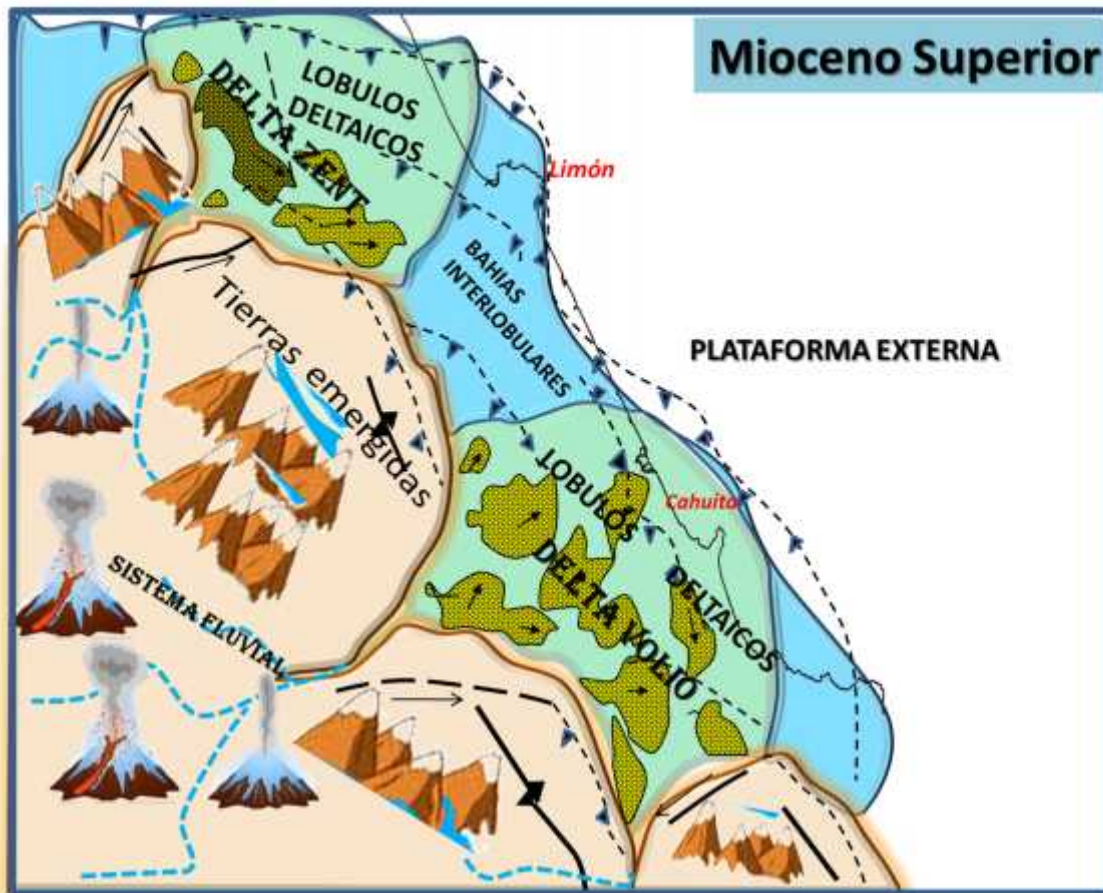 Mioceno Superior
LOBULOS
DELTAICOS
DELTA ZENT
Limón
BAHIAS
INTERLOBULARES
PLATAFORMA EXTERNA
Tierras emergidas
LOBULOS
DELTAICOS
Cahuita
DELTA VOLIO
SISTEMA FLUVIAL